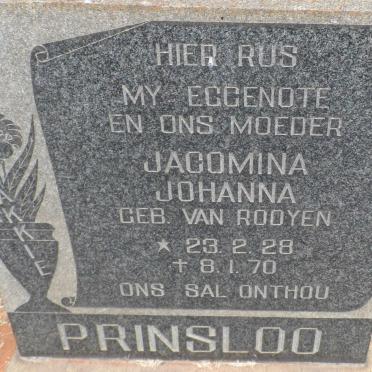 HIER RUS
MY EGGENOTE
EN ONS MOEDER
JACOMINA
JOHANNA
GEB. VAN ROOYEN
* 23.2.28
† 8.1.70
ONS SAL ONTHOU
PRINSLOO